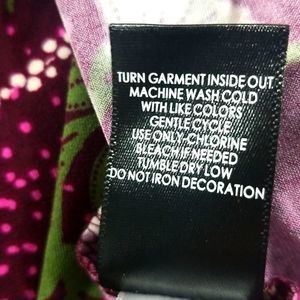 TURN GARMENT INSIDE OUT
MACHINE WASH COLD
WITH LIKE COLORS
GENTLE CYCLE
USE ONLY-CHLORINE
BLEACH IF NEEDED
TUMBLE DRY LOW
DO NOT IRON DECORATION